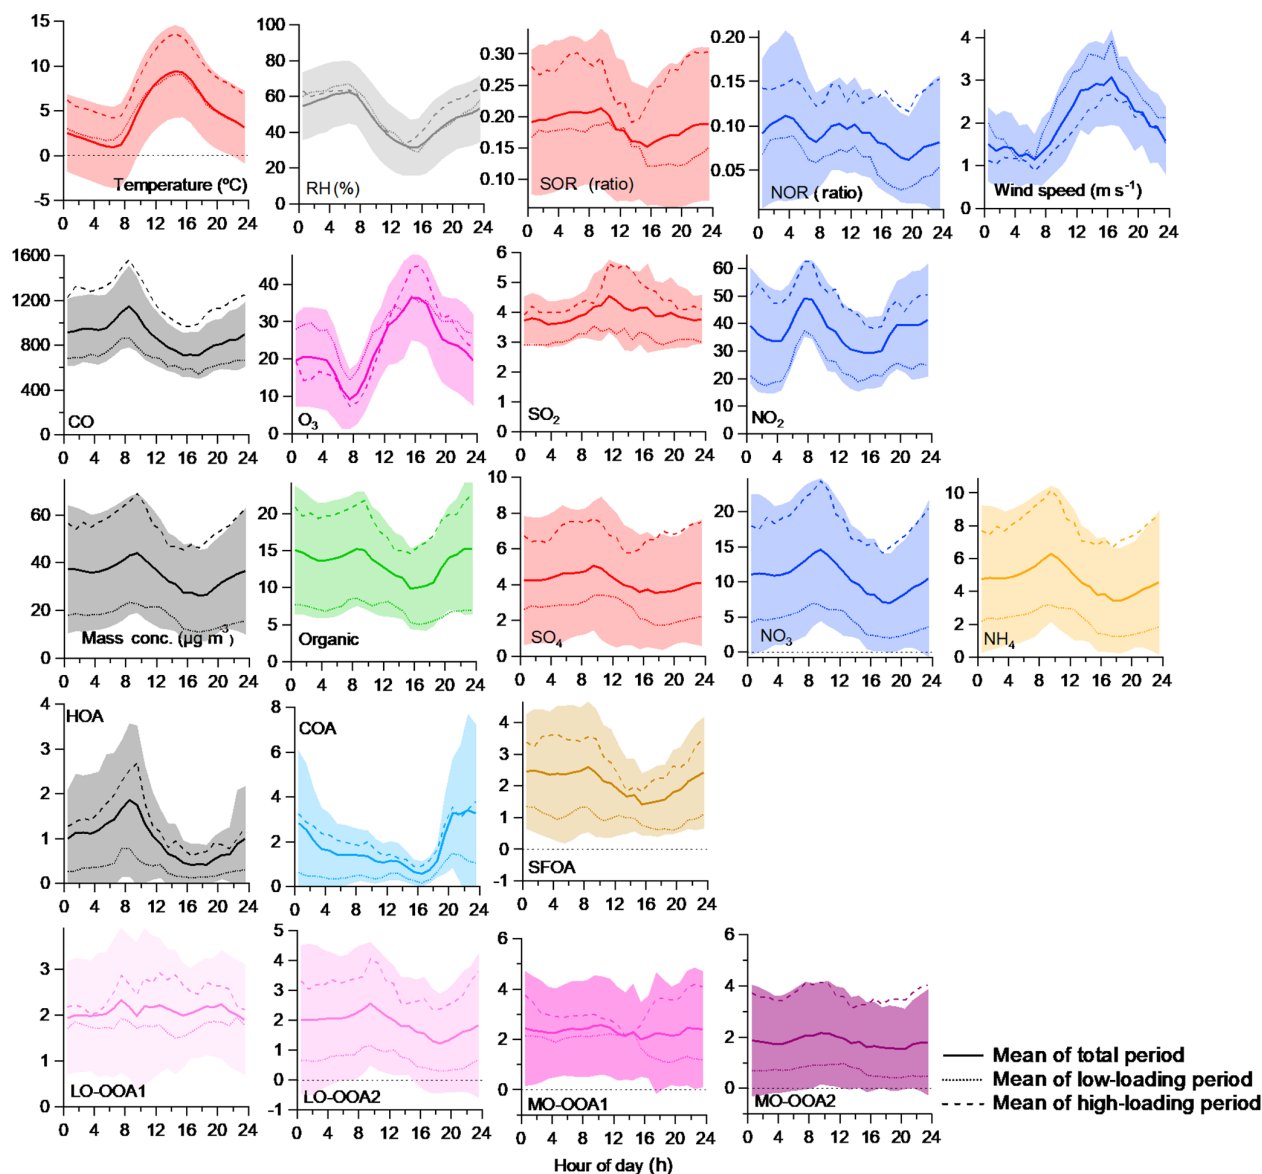 15
10
5
0
-5
0 4 8 12 16 20 24
Temperature (ºC)
100
80
60
40
20
0
0 4 8 12 16 20 24
RH (%)
0.30
0.25
0.20
0.15
0.10
0 4 8 12 16 20 24
SOR (ratio)
0.20
0.15
0.10
0.05
0 4 8 12 16 20 24
NOR (ratio)
4
3
2
1
0
0 4 8 12 16 20 24
Wind speed (m s-1)
1600
1200
800
400
0
0 4 8 12 16 20 24
CO
40
30
20
10
0
0 4 8 12 16 20 24
O3
6
5
4
3
2
1
0
0 4 8 12 16 20 24
SO2
60
50
40
30
20
10
0
0 4 8 12 16 20 24
NO2
60
40
20
0
0 4 8 12 16 20 24
Mass conc. (µg m3)
20
15
10
5
0
0 4 8 12 16 20 24
Organic
10
8
6
4
2
0
0 4 8 12 16 20 24
SO4
20
15
10
5
0
0 4 8 12 16 20 24
NO3
10
8
6
4
2
0
0 6 12 18 24
NH4
4
3
2
1
0
0 4 8 12 16 20 24
HOA
8
6
4
2
0
0 4 8 12 16 20 24
COA
4
3
2
1
0
-1
0 4 8 12 16 20 24
SFOA
3
2
1
0
0 4 8 12 16 20 24
LO-OOA1
5
4
3
2
1
0
-1
0 4 8 12 16 20 24
LO-OOA2
6
4
2
0
0 4 8 12 16 20 24
MO-OOA1
6
4
2
0
0 4 8 12 16 20 24
MO-OOA2
Mean of total period
Mean of low-loading period
Mean of high-loading period
Hour of day (h)